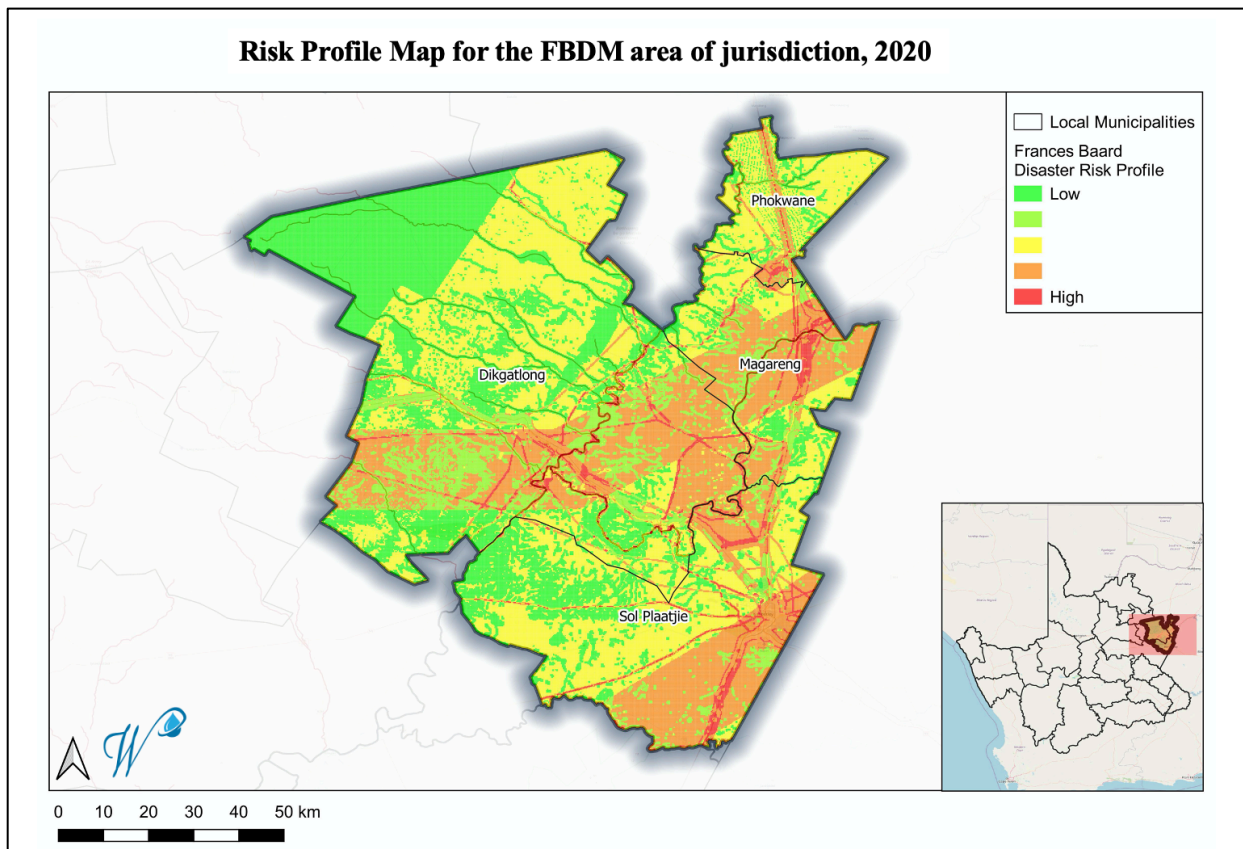 Risk Profile Map for the FBDM area of jurisdiction, 2020
Local Municipalities
Frances Baard
Disaster Risk Profile
Low
High
Phokwane
Magareng
Dikgatlong
Sol Plaatjie
W
0 10 20 30 40 50 km